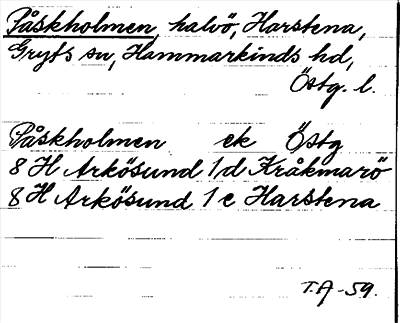 Påskholmen, halvö, Harstena,
Gryts sn, Hammarkinds hd,
Östg. l.
Påskholmen ek Östg
8 H Arkösund 1 d Kråkmarö
8 H Arkösund 1 e Harstena
T.A -59.